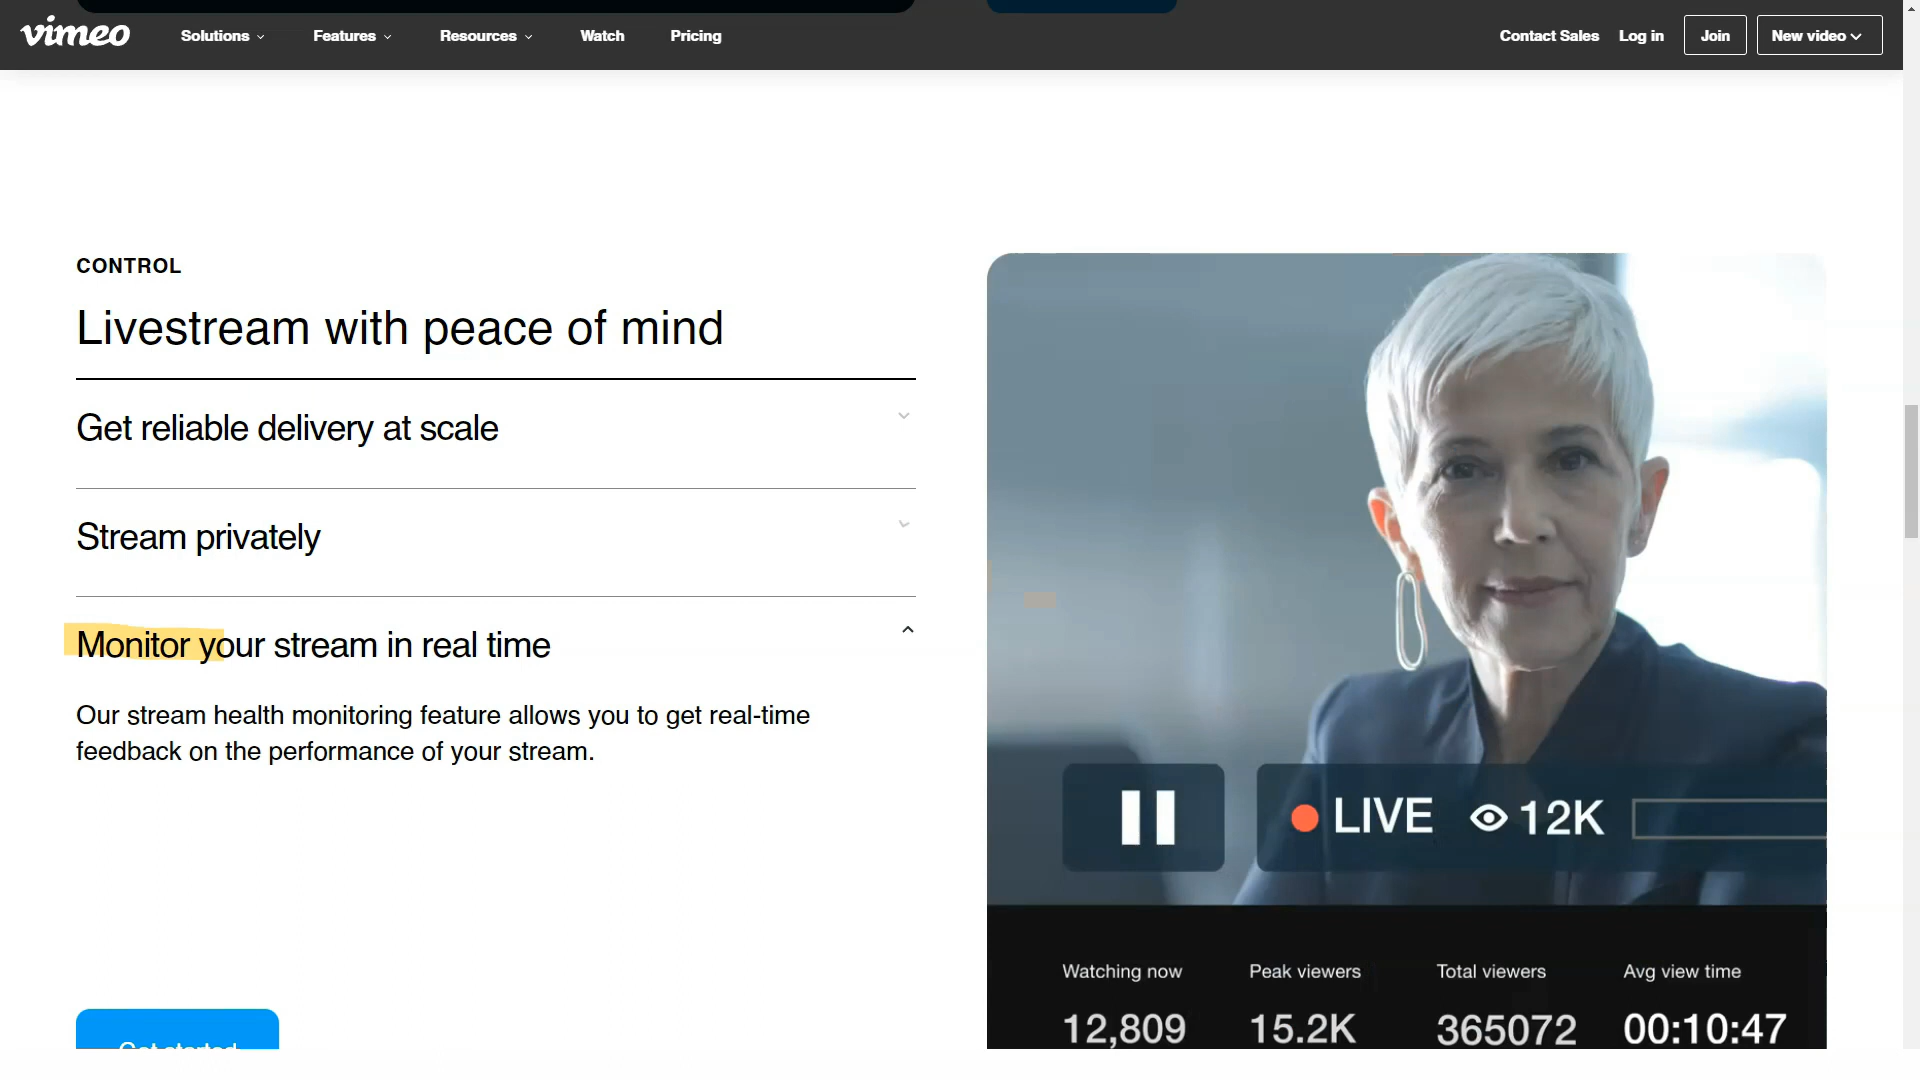 vimeo
Solutions
Features
Resources
Watch
Pricing
Contact Sales
Log in
Join
New video
CONTROL
Livestream with peace of mind
Get reliable delivery at scale
Stream privately
Monitor your stream in real time
Our stream health monitoring feature allows you to get real-time
feedback on the performance of your stream.
Get started
LIVE 12K
Watching now Peak viewers Total viewers Avg view time
12,809 15.2K 365072 00:10:47